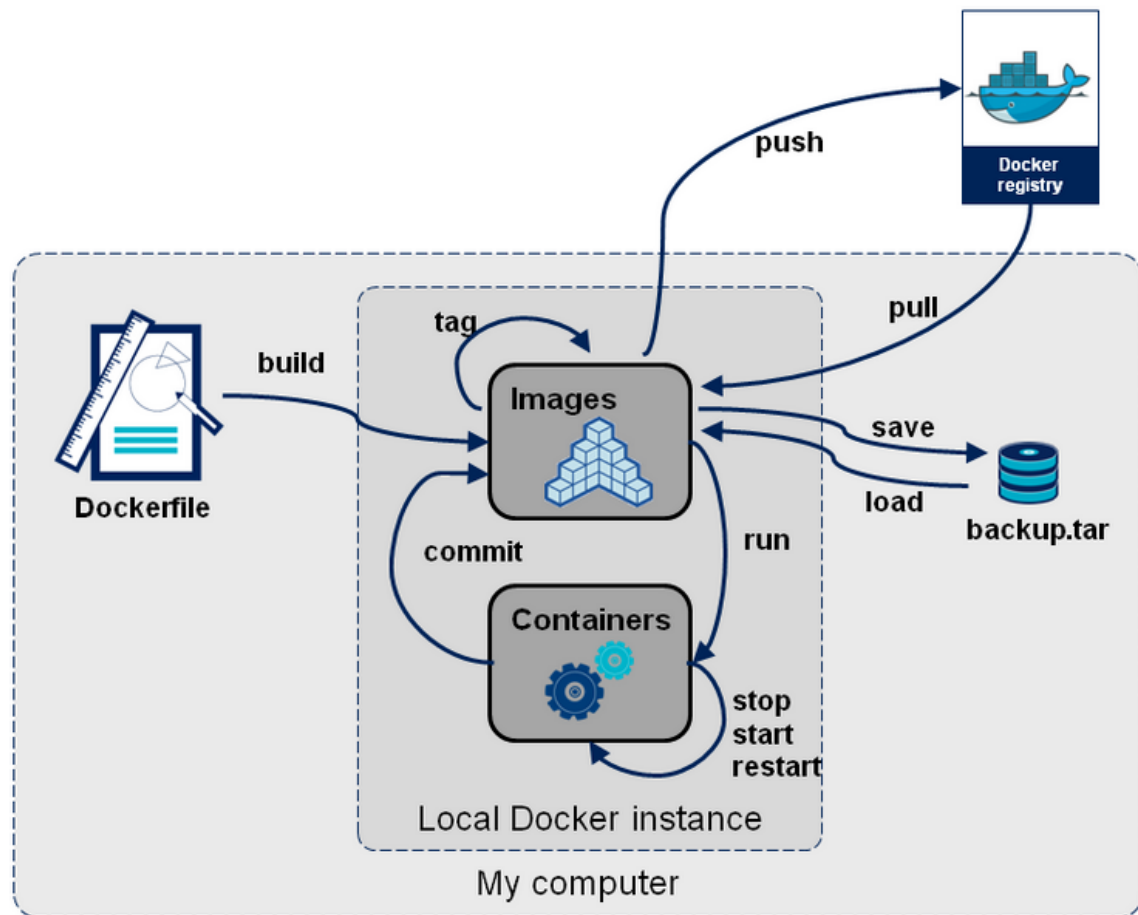 Docker
registry
push
pull
tag
build
Images
save
load
Dockerfile
backup.tar
commit
run
Containers
stop
start
restart
Local Docker instance
My computer